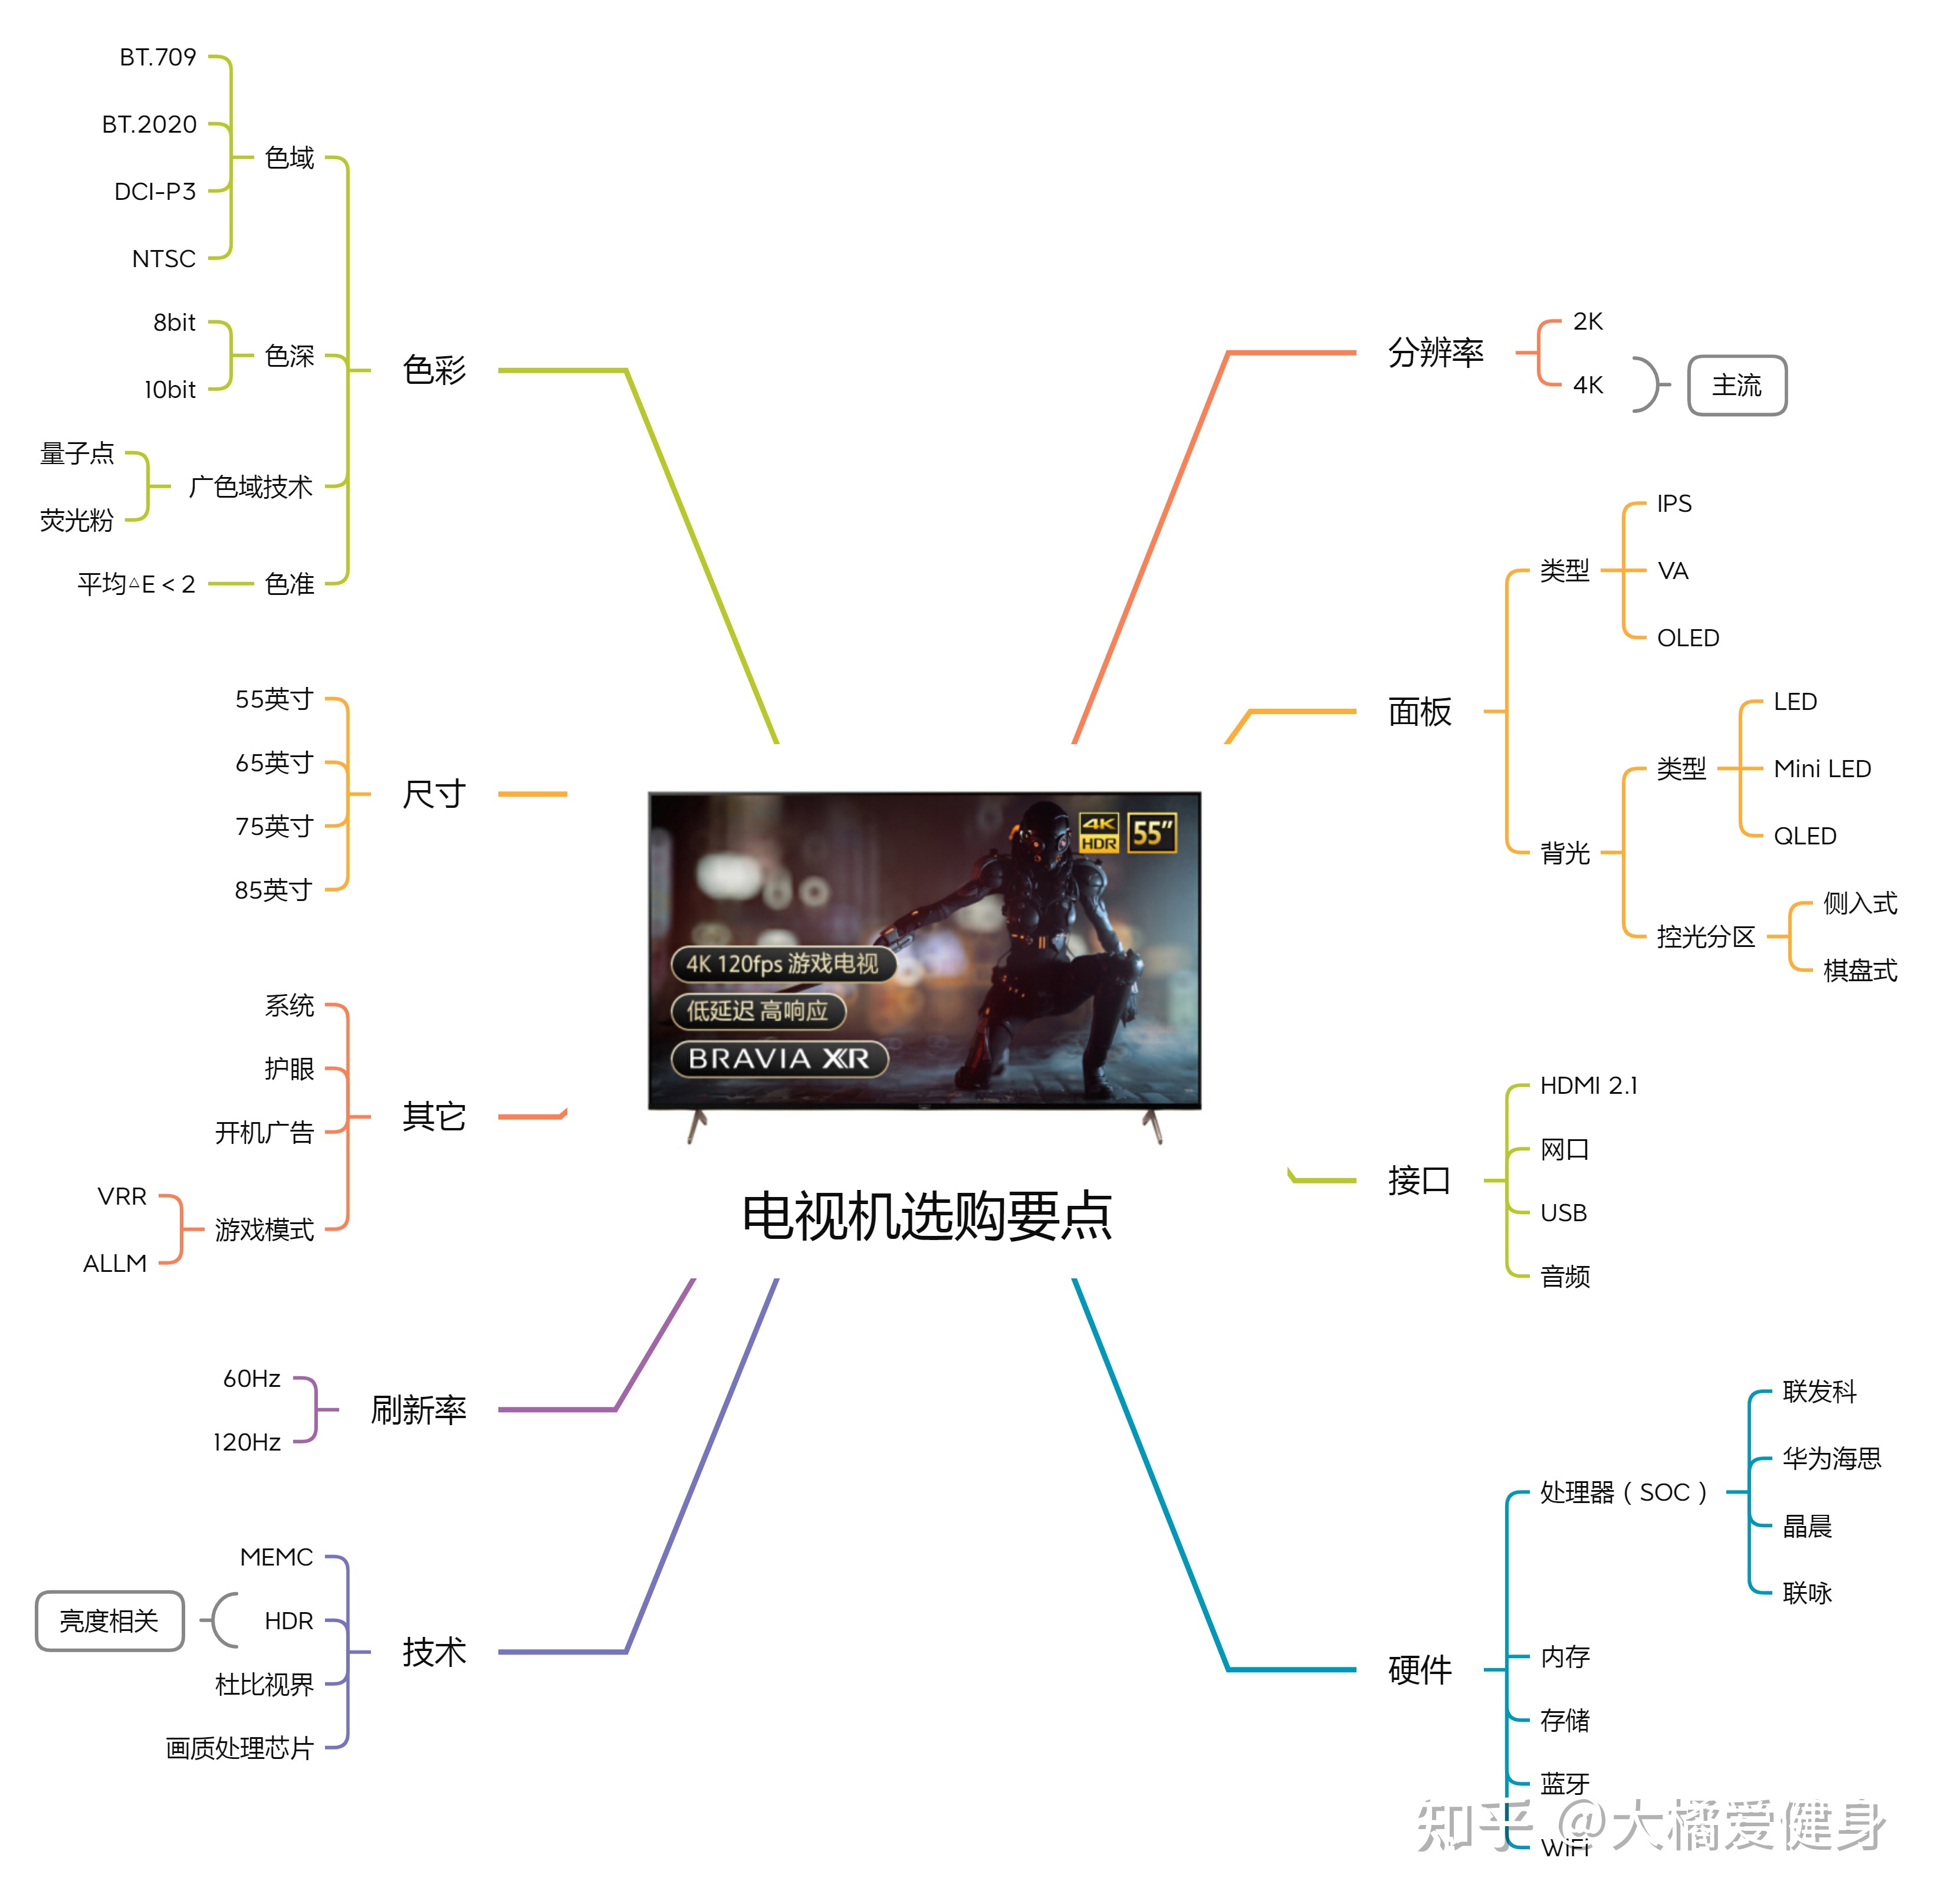 BT.709
BT.2020
色域
DCI-P3
NTSC
8bit
色深
10bit
色彩
量子点
广色域技术
荧光粉
平均△E < 2
色准
55英寸
65英寸
尺寸
75英寸
85英寸
系统
护眼
其它
开机广告
VRR
游戏模式
ALLM
60Hz
刷新率
120Hz
MEMC
亮度相关
HDR
技术
杜比视界
画质处理芯片
4K
HDR
55”
4K 120fps 游戏电视
低延迟 高响应
BRAVIA XR
电视机选购要点
分辨率
2K
4K
主流
面板
类型
IPS
VA
OLED
背光
类型
LED
Mini LED
QLED
控光分区
侧入式
棋盘式
接口
HDMI 2.1
网口
USB
音频
硬件
处理器（SOC）
联发科
华为海思
晶晨
联咏
内存
存储
蓝牙
WiFi
知乎 @大橘爱健身